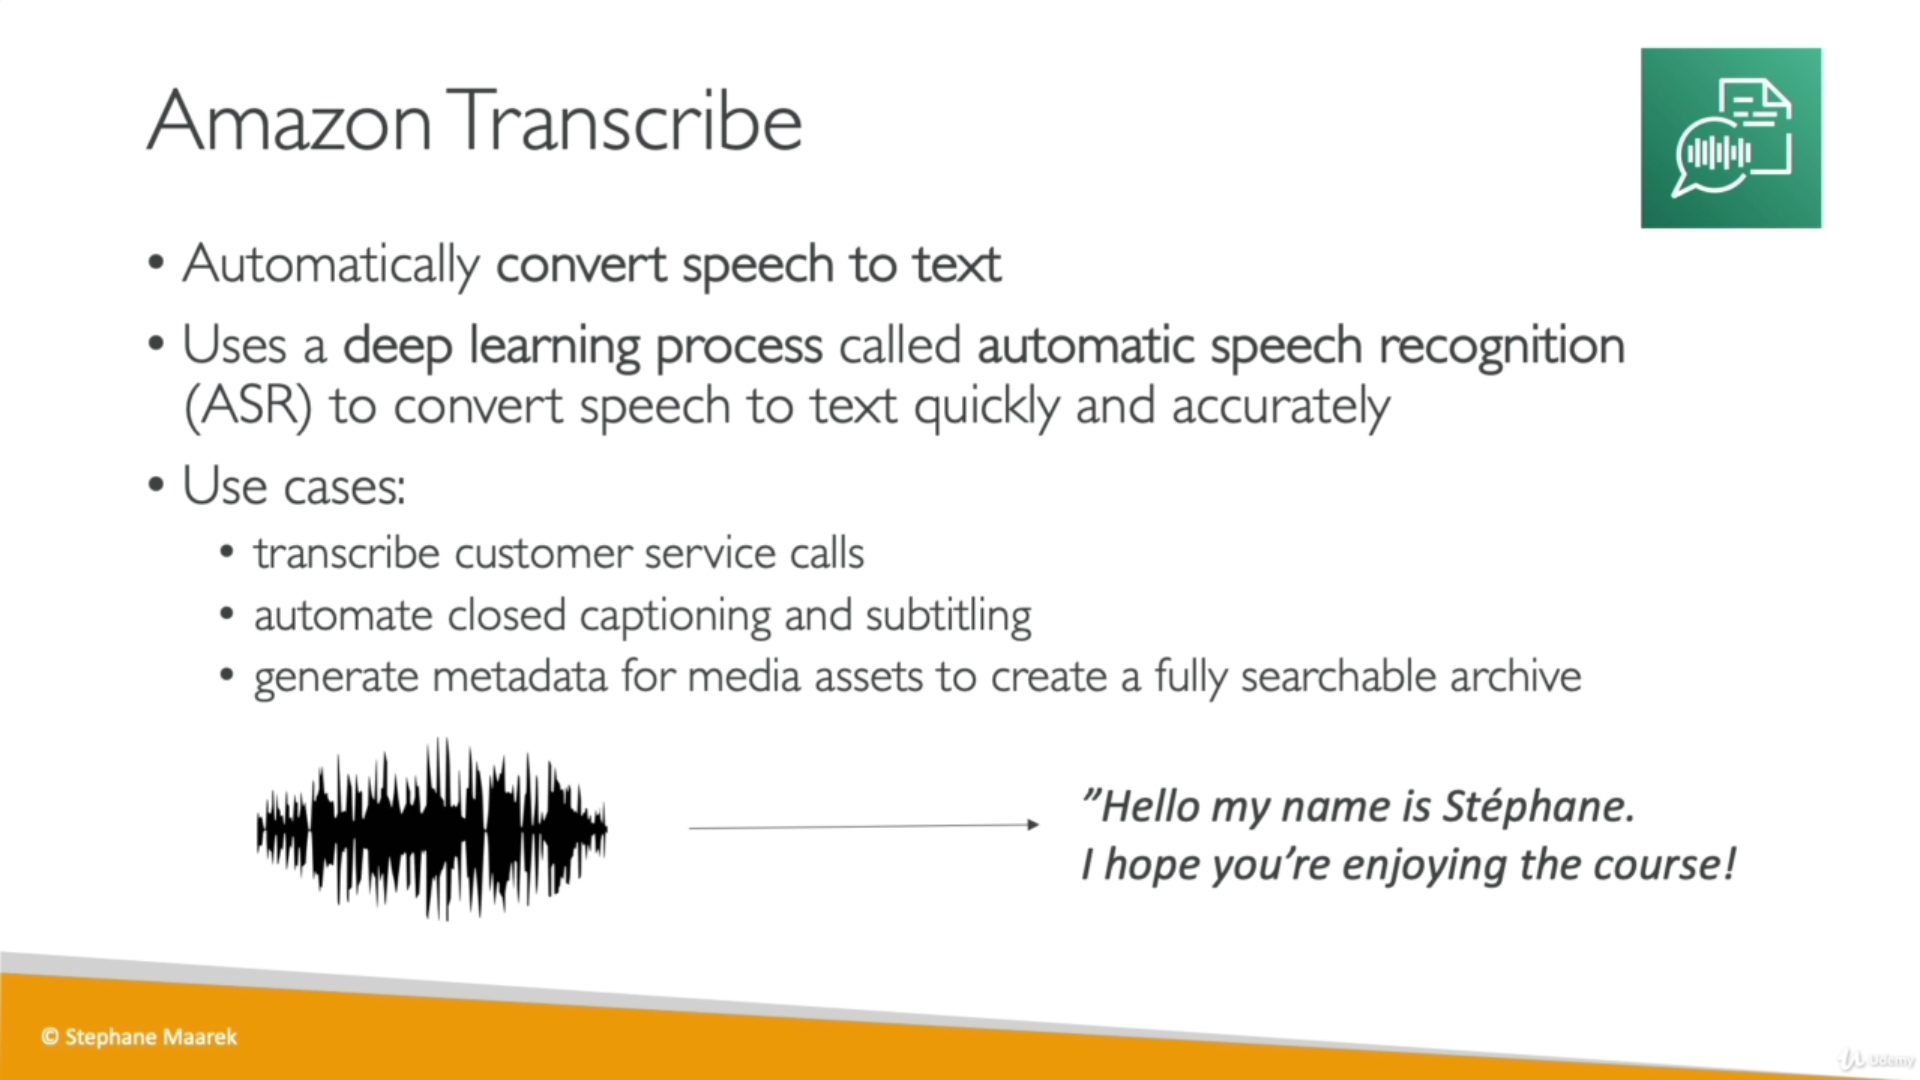 Amazon Transcribe
• Automatically convert speech to text
• Uses a deep learning process called automatic speech recognition
(ASR) to convert speech to text quickly and accurately
• Use cases:
• transcribe customer service calls
• automate closed captioning and subtitling
• generate metadata for media assets to create a fully searchable archive
”Hello my name is Stéphane.
I hope you’re enjoying the course!
© Stephane Maarek
Udemy